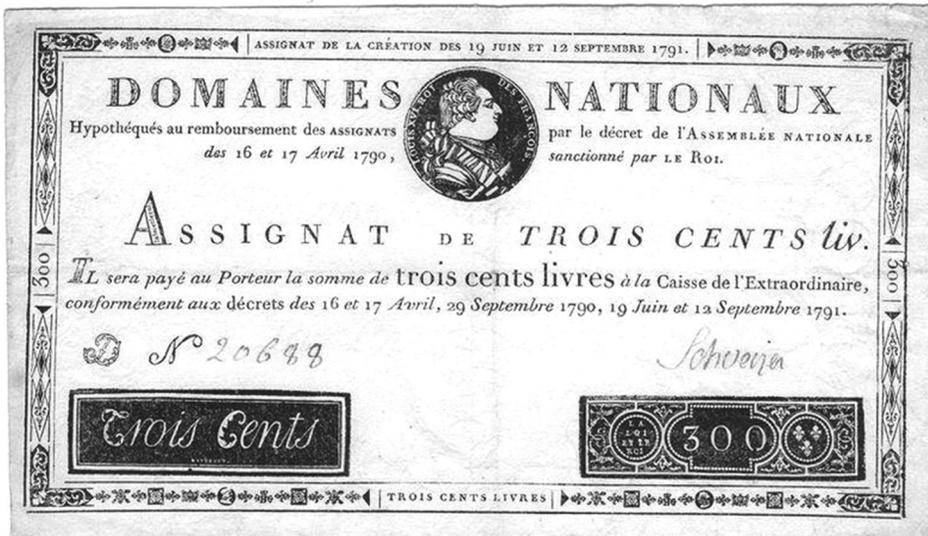 ASSIGNAT DE LA CRÉATION DES 19 JUIN ET 12 SEPTEMBRE 1791.
DOMAINES NATIONAUX
LOUIS XVI ROI DES FRANÇOIS.
Hypothéqués au remboursement des ASSIGNATS par le décret de l'ASSEMBLÉE NATIONALE
des 16 et 17 Avril 1790, sanctionné par LE ROI.
ASSIGNAT DE TROIS CENTS liv.
IL sera payé au Porteur la somme de trois cents livres à la Caisse de l'Extraordinaire,
conformément aux décrets des 16 et 17 Avril, 29 Septembre 1790, 19 Juin et 12 Septembre 1791.
300
300
D No 20688
Trois Cents
LA
LOI
ET LE
ROI
300
TROIS CENTS LIVRES